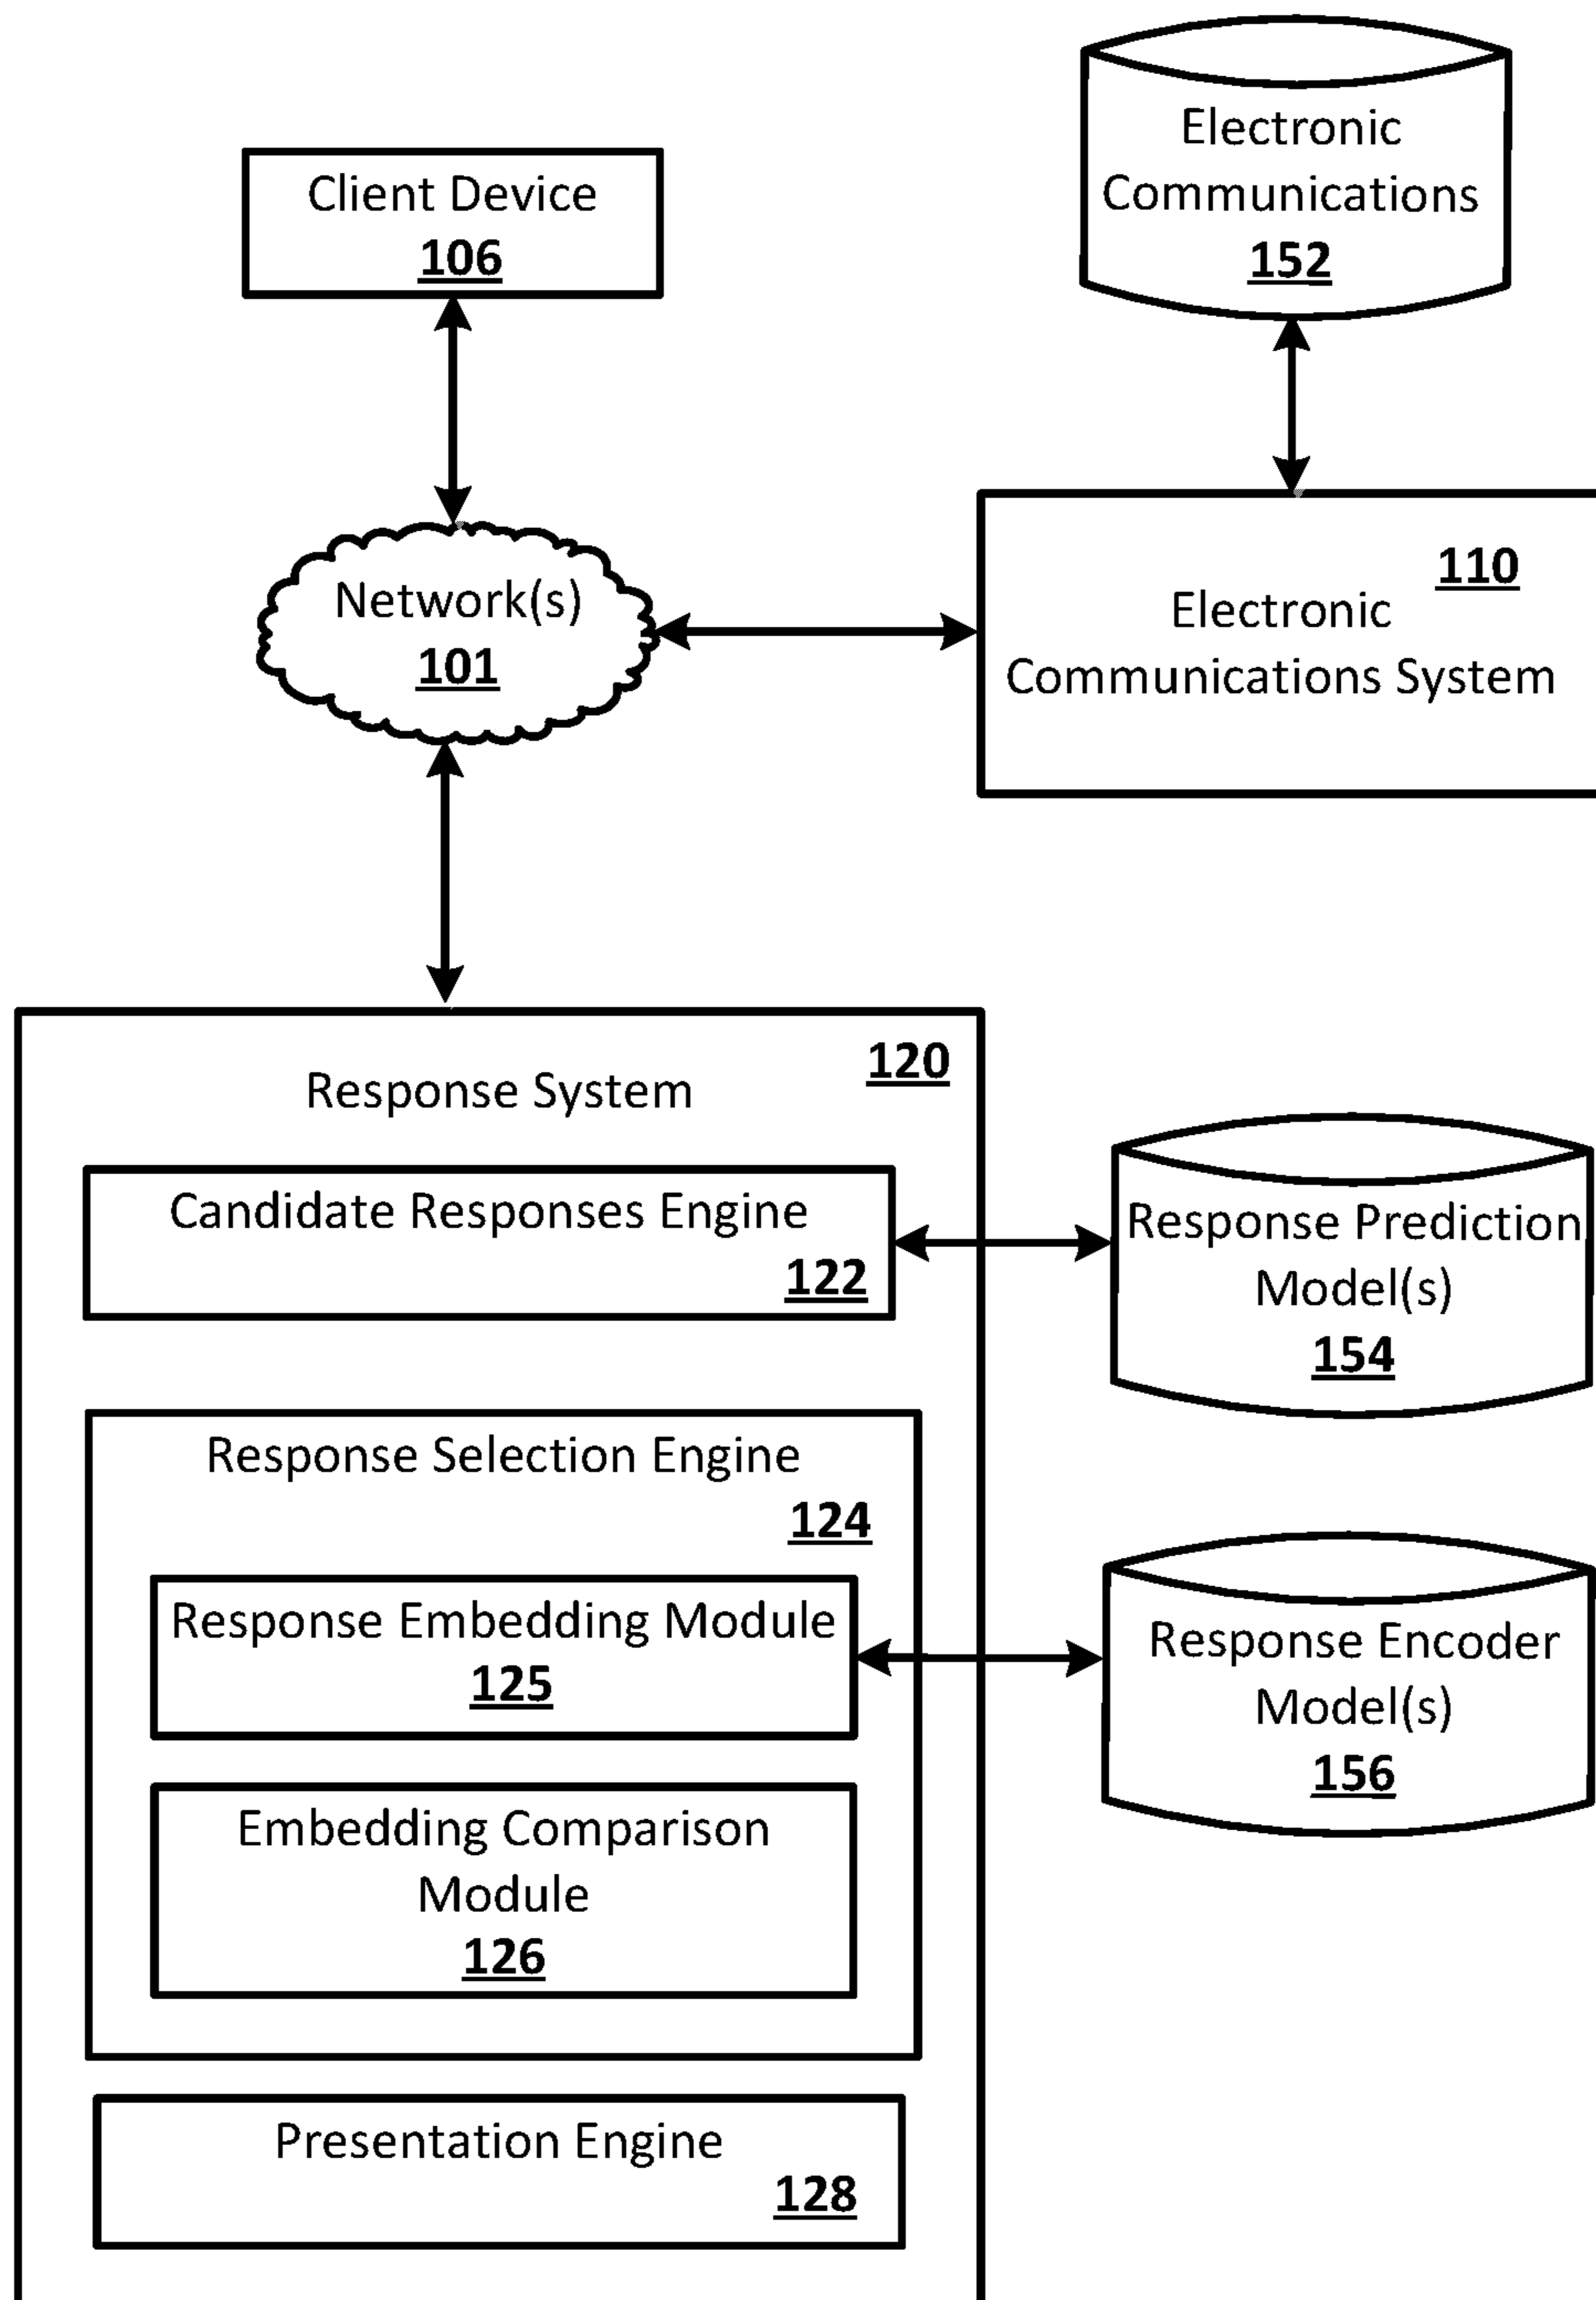 Client Device
106
Electronic
Communications
152
Network(s)
101
110
Electronic
Communications System
120
Response System
Candidate Responses Engine
122
Response Prediction
Model(s)
154
Response Selection Engine
124
Response Embedding Module
125
Response Encoder
Model(s)
156
Embedding Comparison
Module
126
Presentation Engine
128